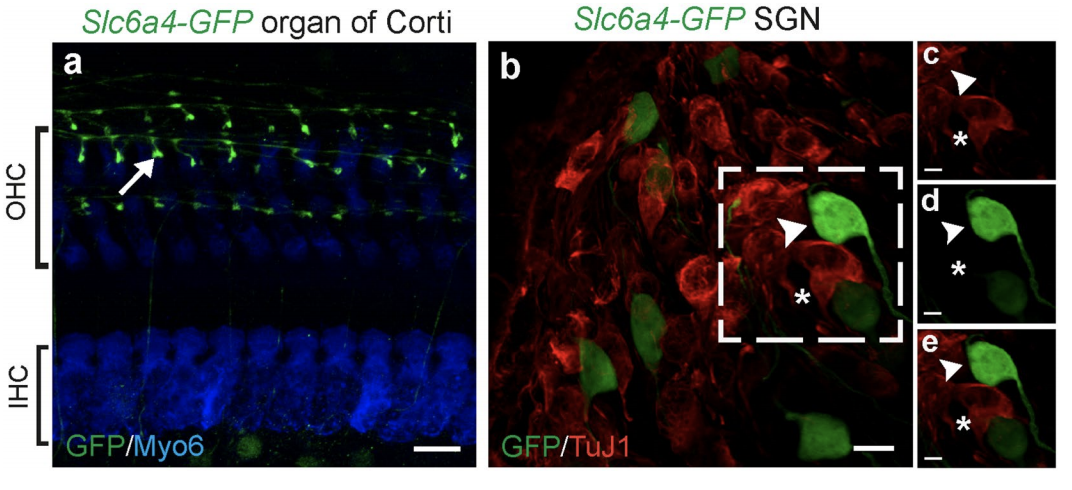 Slc6a4-GFP organ of Corti
Slc6a4-GFP SGN
a
OHC
IHC
GFP/Myo6
b
*
GFP/TuJ1
c
*
d
*
e
*